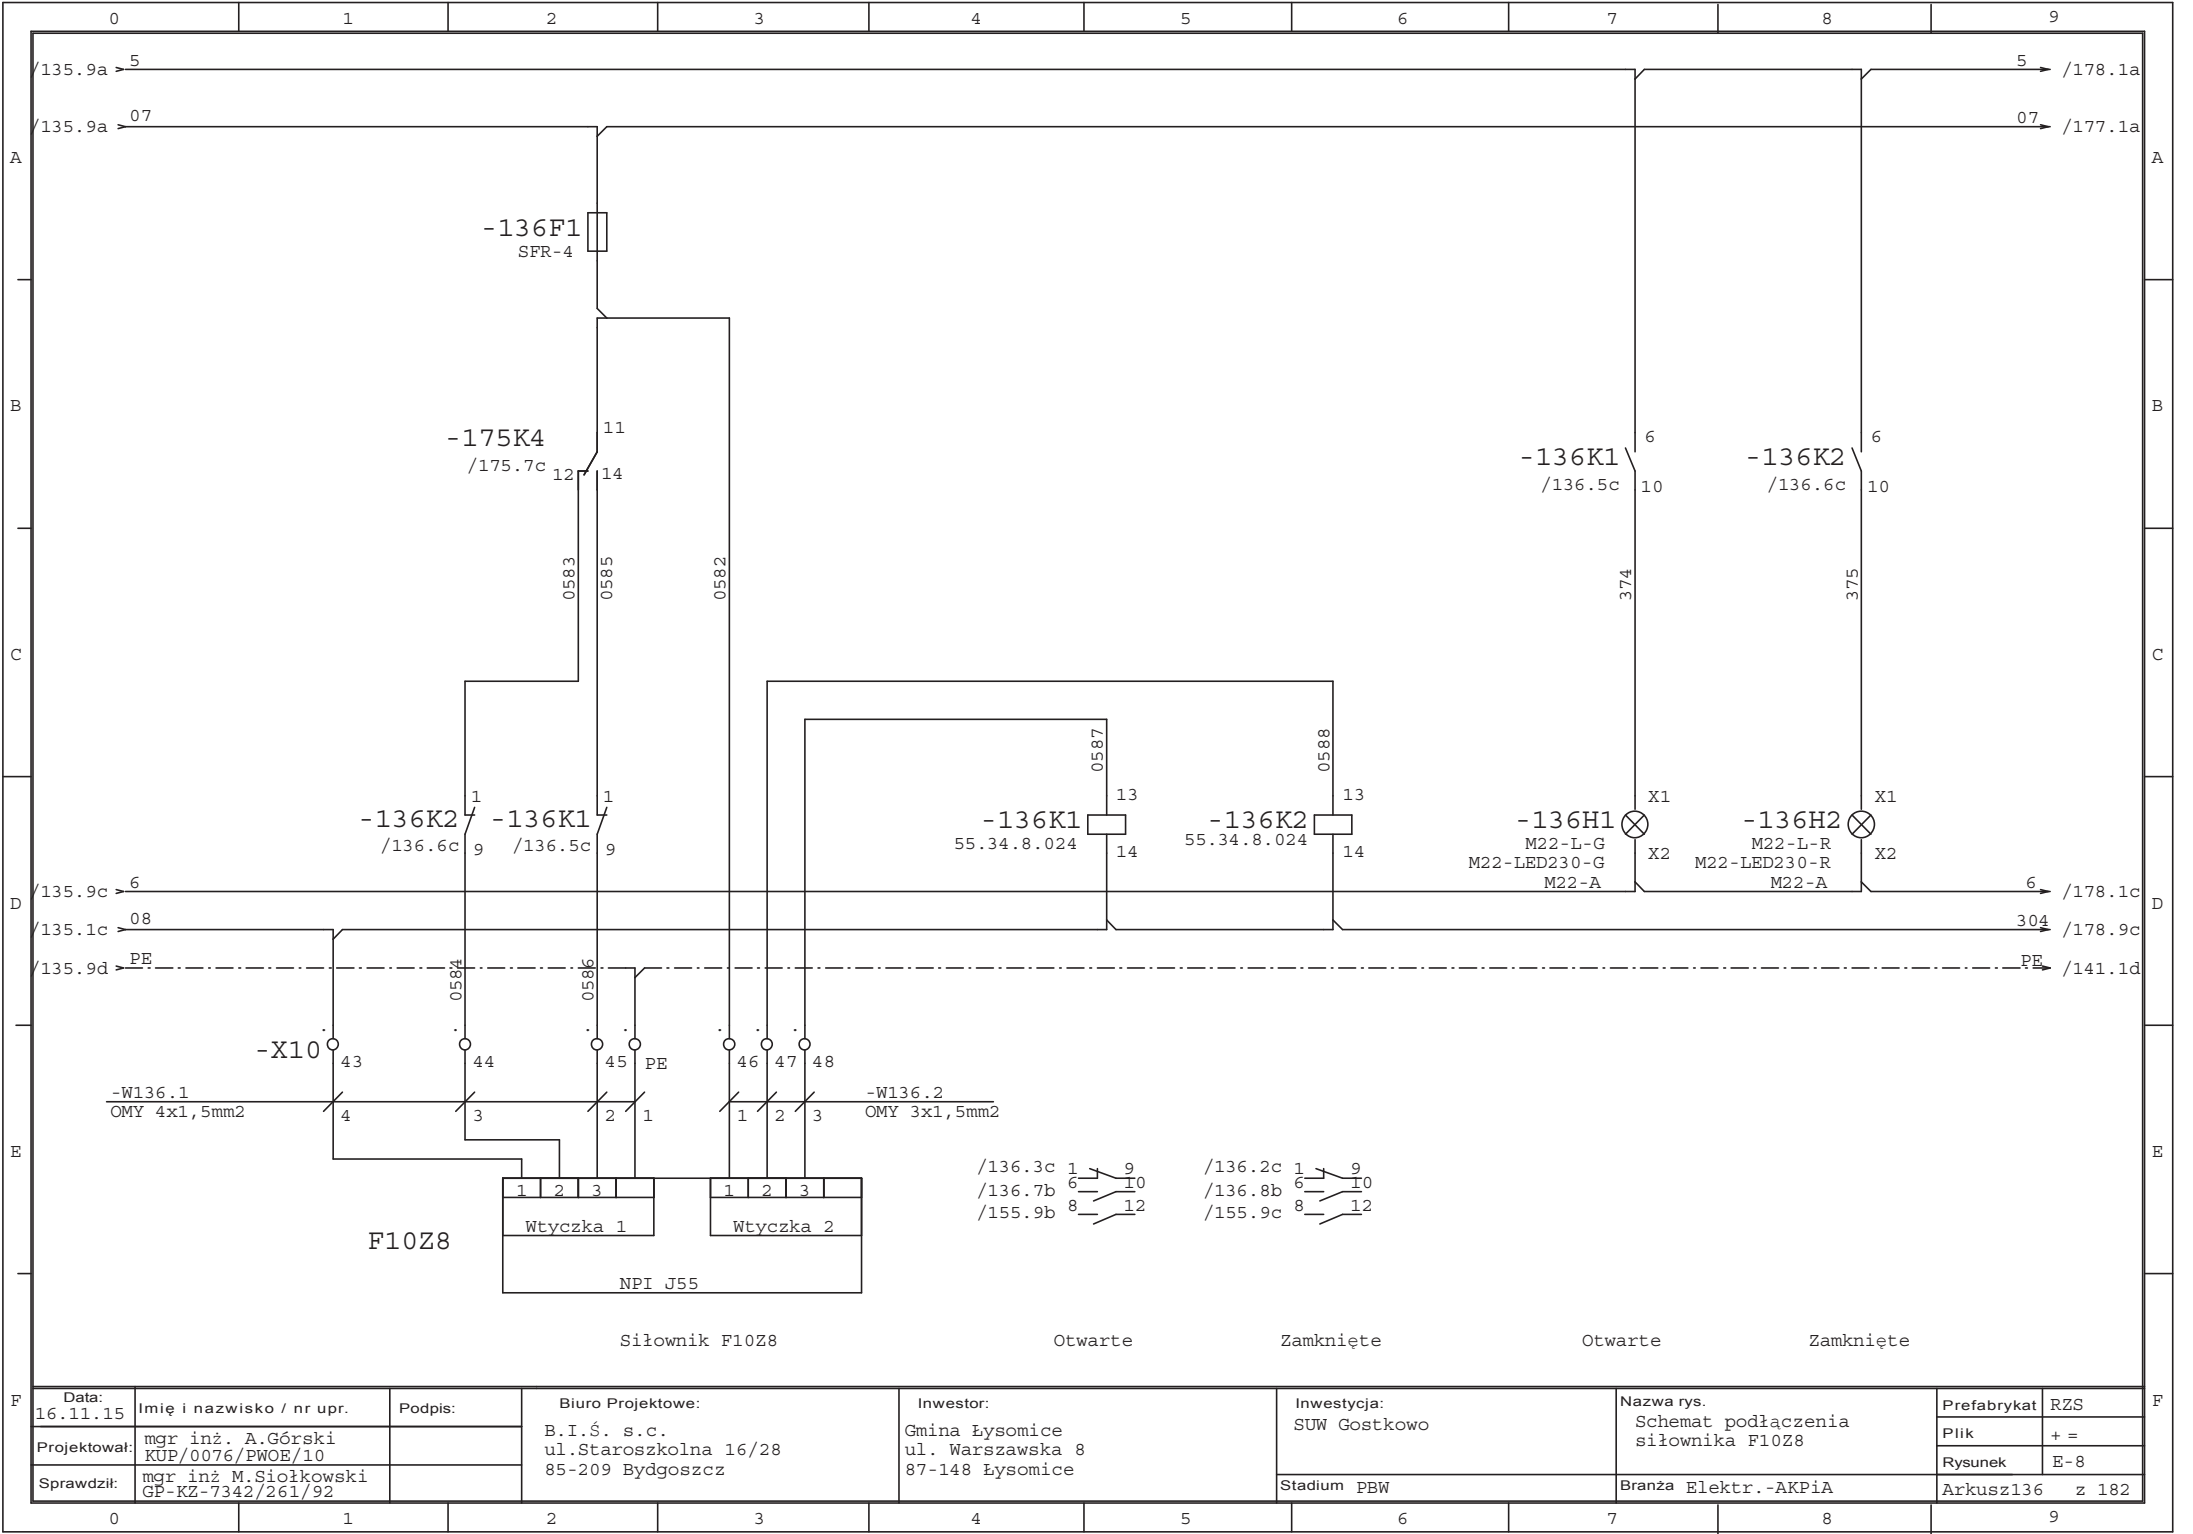 0 1 2 3 4 5 6 7 8 9
/135.9a 5 5 /178.1a
/135.9a 07 07 /177.1a
A A
-136F1
SFR-4
B B
-175K4 11
/175.7c 12 14
-136K1 6
/136.5c 10
-136K2 6
/136.6c 10
0583
0585
0582
374
375
C C
0587
0588
-136K2 1
/136.6c 9
-136K1 1
/136.5c 9
-136K1 13
55.34.8.024
14
-136K2 13
55.34.8.024
14
-136H1 X1
M22-L-G X2
M22-LED230-G
M22-A
-136H2 X1
M22-L-R X2
M22-LED230-R
M22-A
/135.9c 6 6 /178.1c
D D
/135.1c 08 304 /178.9c
/135.9d PE PE /141.1d
0584
0586
-X10 43 44 45 PE 46 47 48
-W136.1
OMY 4x1,5mm2
4 3 2 1
1 2 3
-W136.2
OMY 3x1,5mm2
E E
/136.3c 1 9
/136.7b 6 10
/155.9b 8 12
/136.2c 1 9
/136.8b 6 10
/155.9c 8 12
1 2 3
Wtyczka 1
1 2 3
Wtyczka 2
F10Z8
NPI J55
Siłownik F10Z8 Otwarte Zamknięte Otwarte Zamknięte
F F
Data:
16.11.15
Imię i nazwisko / nr upr.
Podpis:
Projektował:
mgr inż. A.Górski
KUP/0076/PWOE/10
Sprawdził:
mgr inż M.Siołkowski
GP-KZ-7342/261/92
Biuro Projektowe:
B.I.Ś. s.c.
ul.Staroszkolna 16/28
85-209 Bydgoszcz
Inwestor:
Gmina Łysomice
ul. Warszawska 8
87-148 Łysomice
Inwestycja:
SUW Gostkowo
Stadium PBW
Nazwa rys.
Schemat podłączenia
siłownika F10Z8
Branża Elektr.-AKPiA
Prefabrykat RZS
Plik + =
Rysunek E-8
Arkusz136 z 182
0 1 2 3 4 5 6 7 8 9